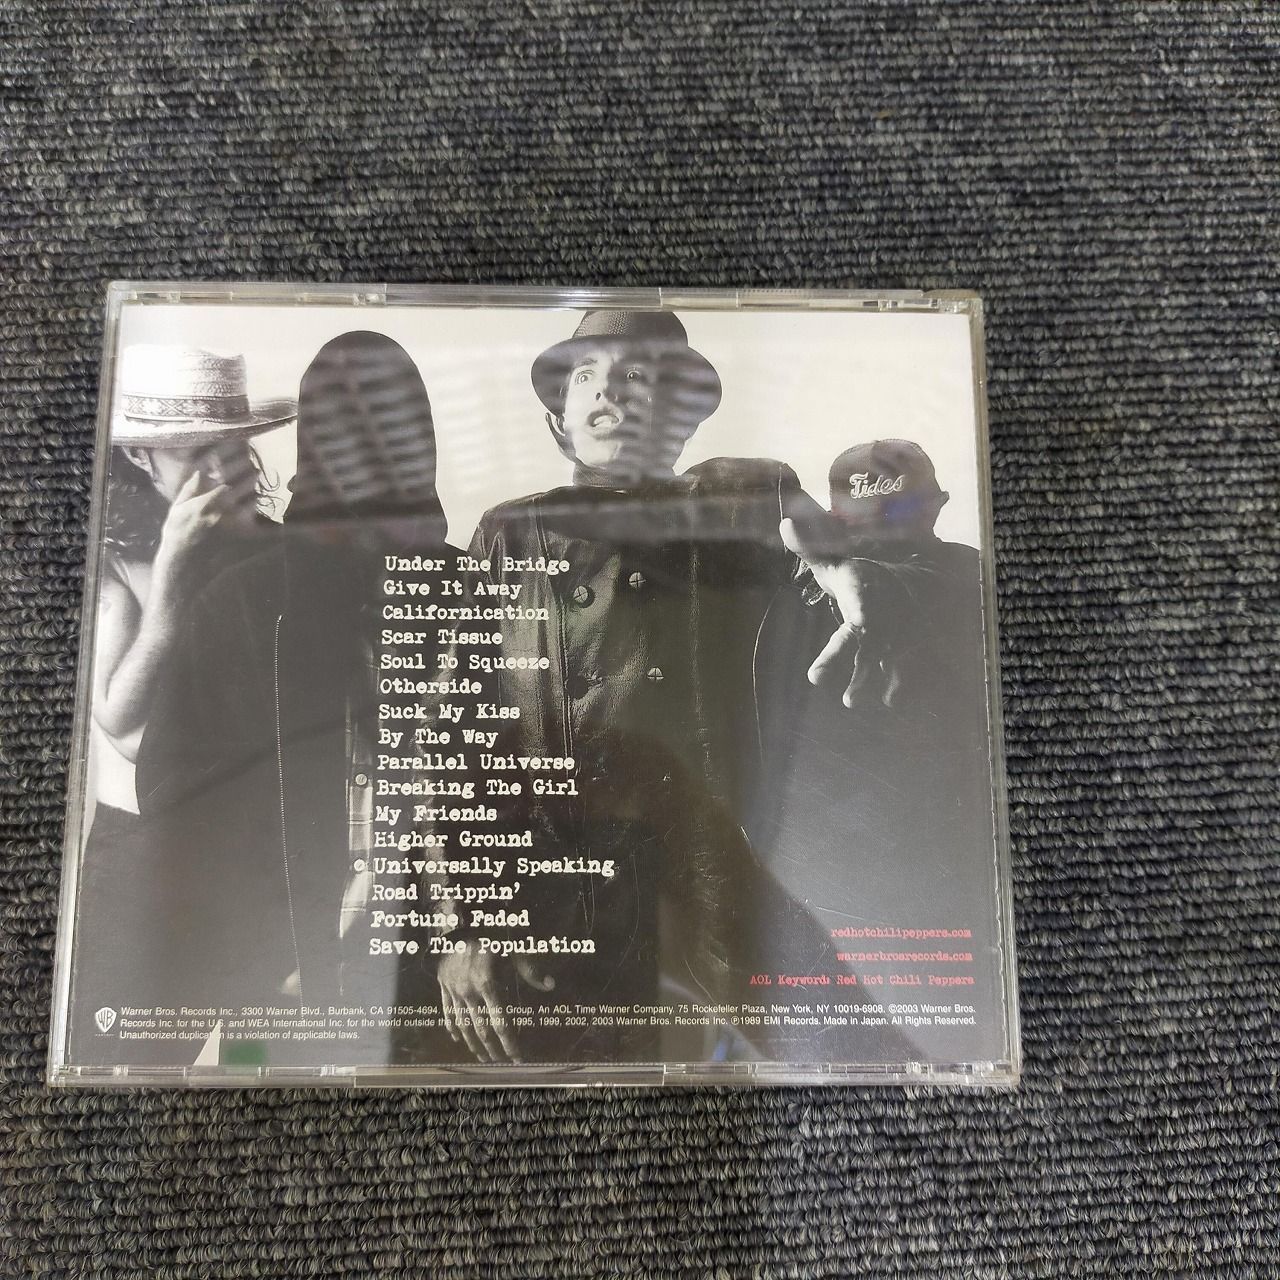 Tides
Under The Bridge
Give It Away
Californication
Scar Tissue
Soul To Squeeze
Otherside
Suck My Kiss
By The Way
Parallel Universe
Breaking The Girl
My Friends
Higher Ground
Universally Speaking
Road Trippin'
Fortune Faded
Save The Population
redhotchilipeppers.com
warnerbrosrecords.com
AOL Keyword: Red Hot Chili Peppers
WB
Warner Bros. Records Inc., 3300 Warner Blvd., Burbank, CA 91505-4694. Warner Music Group, An AOL Time Warner Company. 75 Rockefeller Plaza, New York, NY 10019-6908. ©2003 Warner Bros.
Records Inc. for the U.S. and WEA International Inc. for the world outside the U.S. ℗1991, 1995, 1999, 2002, 2003 Warner Bros. Records Inc. ℗1989 EMI Records. Made in Japan. All Rights Reserved.
Unauthorized duplication is a violation of applicable laws.